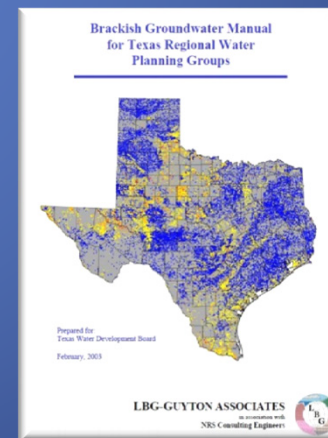 Brackish Groundwater Manual
for Texas Regional Water
Planning Groups
Prepared for
Texas Water Development Board
February, 2003
LBG-GUYTON ASSOCIATES
in association with
NRS Consulting Engineers
L
B
G